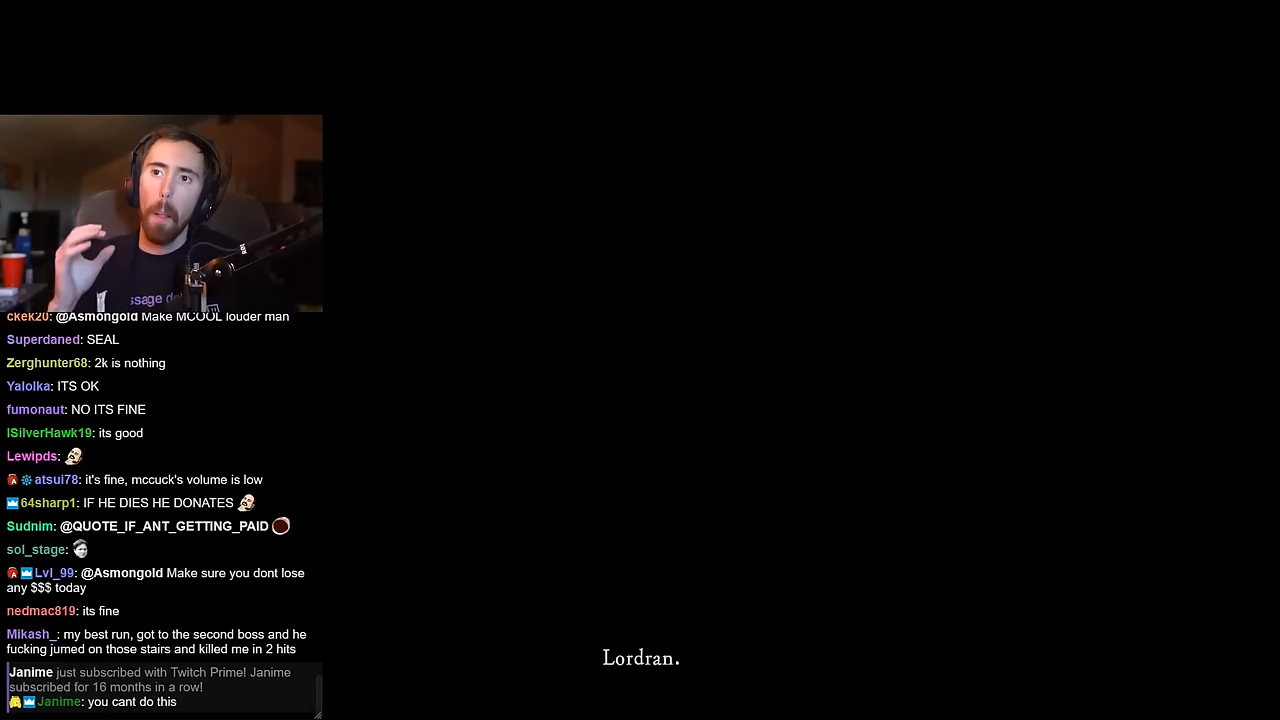 ssage de
ckek20: @Asmongold Make MCOOL louder man
Superdaned: SEAL
Zerghunter68: 2k is nothing
Yalolka: ITS OK
fumonaut: NO ITS FINE
lSilverHawk19: its good
Lewipds:
atsui78: it's fine, mccuck's volume is low
64sharp1: IF HE DIES HE DONATES
Sudnim: @QUOTE_IF_ANT_GETTING_PAID
sol_stage:
Lvl_99: @Asmongold Make sure you dont lose
any $$$ today
nedmac819: its fine
Mikash_: my best run, got to the second boss and he
fucking jumed on those stairs and killed me in 2 hits
Janime just subscribed with Twitch Prime! Janime
subscribed for 16 months in a row!
Janime: you cant do this
Lordran.